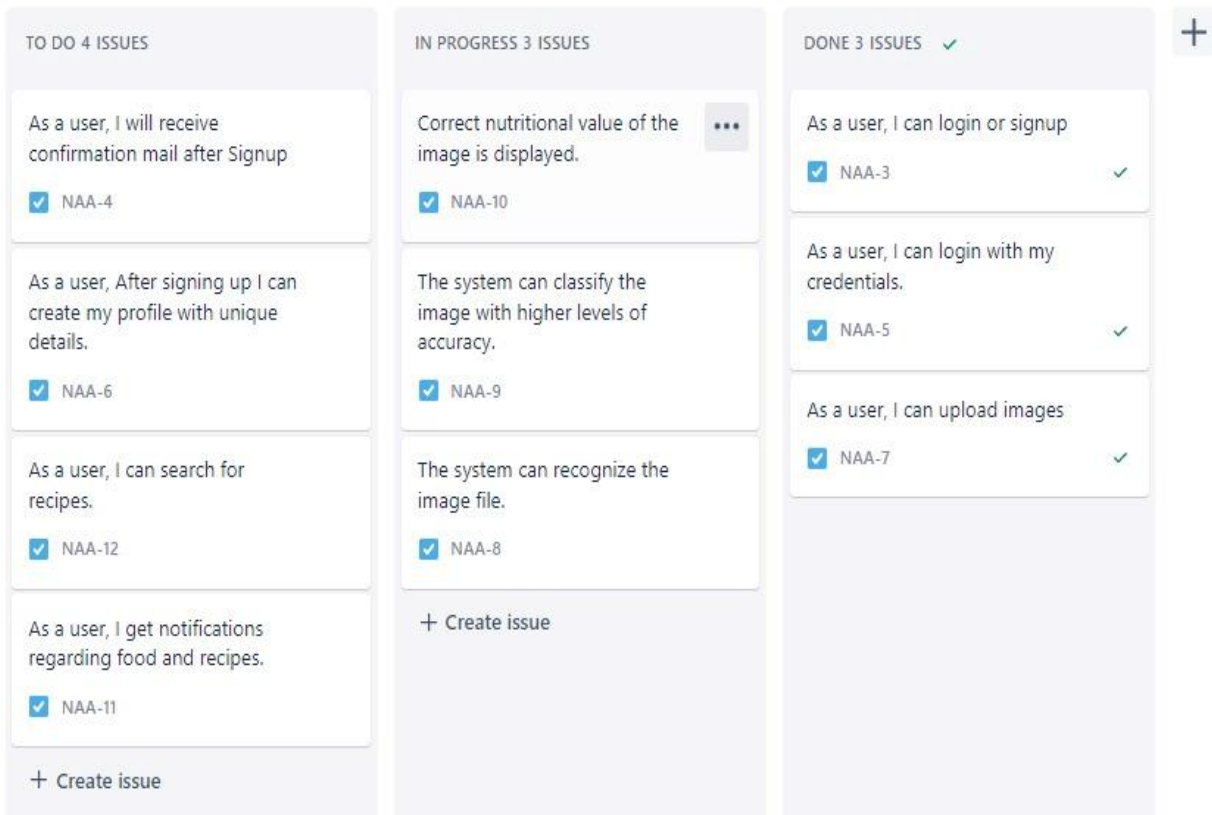 TO DO 4 ISSUES
As a user, I will receive
confirmation mail after Signup
NAA-4
As a user, After signing up I can
create my profile with unique
details.
NAA-6
As a user, I can search for
recipes.
NAA-12
As a user, I get notifications
regarding food and recipes.
NAA-11
+ Create issue
IN PROGRESS 3 ISSUES
Correct nutritional value of the
image is displayed.
NAA-10
The system can classify the
image with higher levels of
accuracy.
NAA-9
The system can recognize the
image file.
NAA-8
+ Create issue
DONE 3 ISSUES
As a user, I can login or signup
NAA-3
As a user, I can login with my
credentials.
NAA-5
As a user, I can upload images
NAA-7